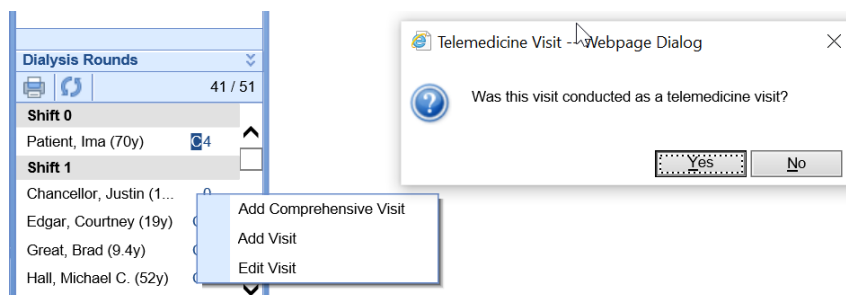 Dialysis Rounds
41 / 51
Shift 0
Patient, Ima (70y) C4
Shift 1
Chancellor, Justin (1... 0
Edgar, Courtney (19y)
Great, Brad (9.4y)
Hall, Michael C. (52y)
Add Comprehensive Visit
Add Visit
Edit Visit
Telemedicine Visit -- Webpage Dialog
Was this visit conducted as a telemedicine visit?
Yes
No